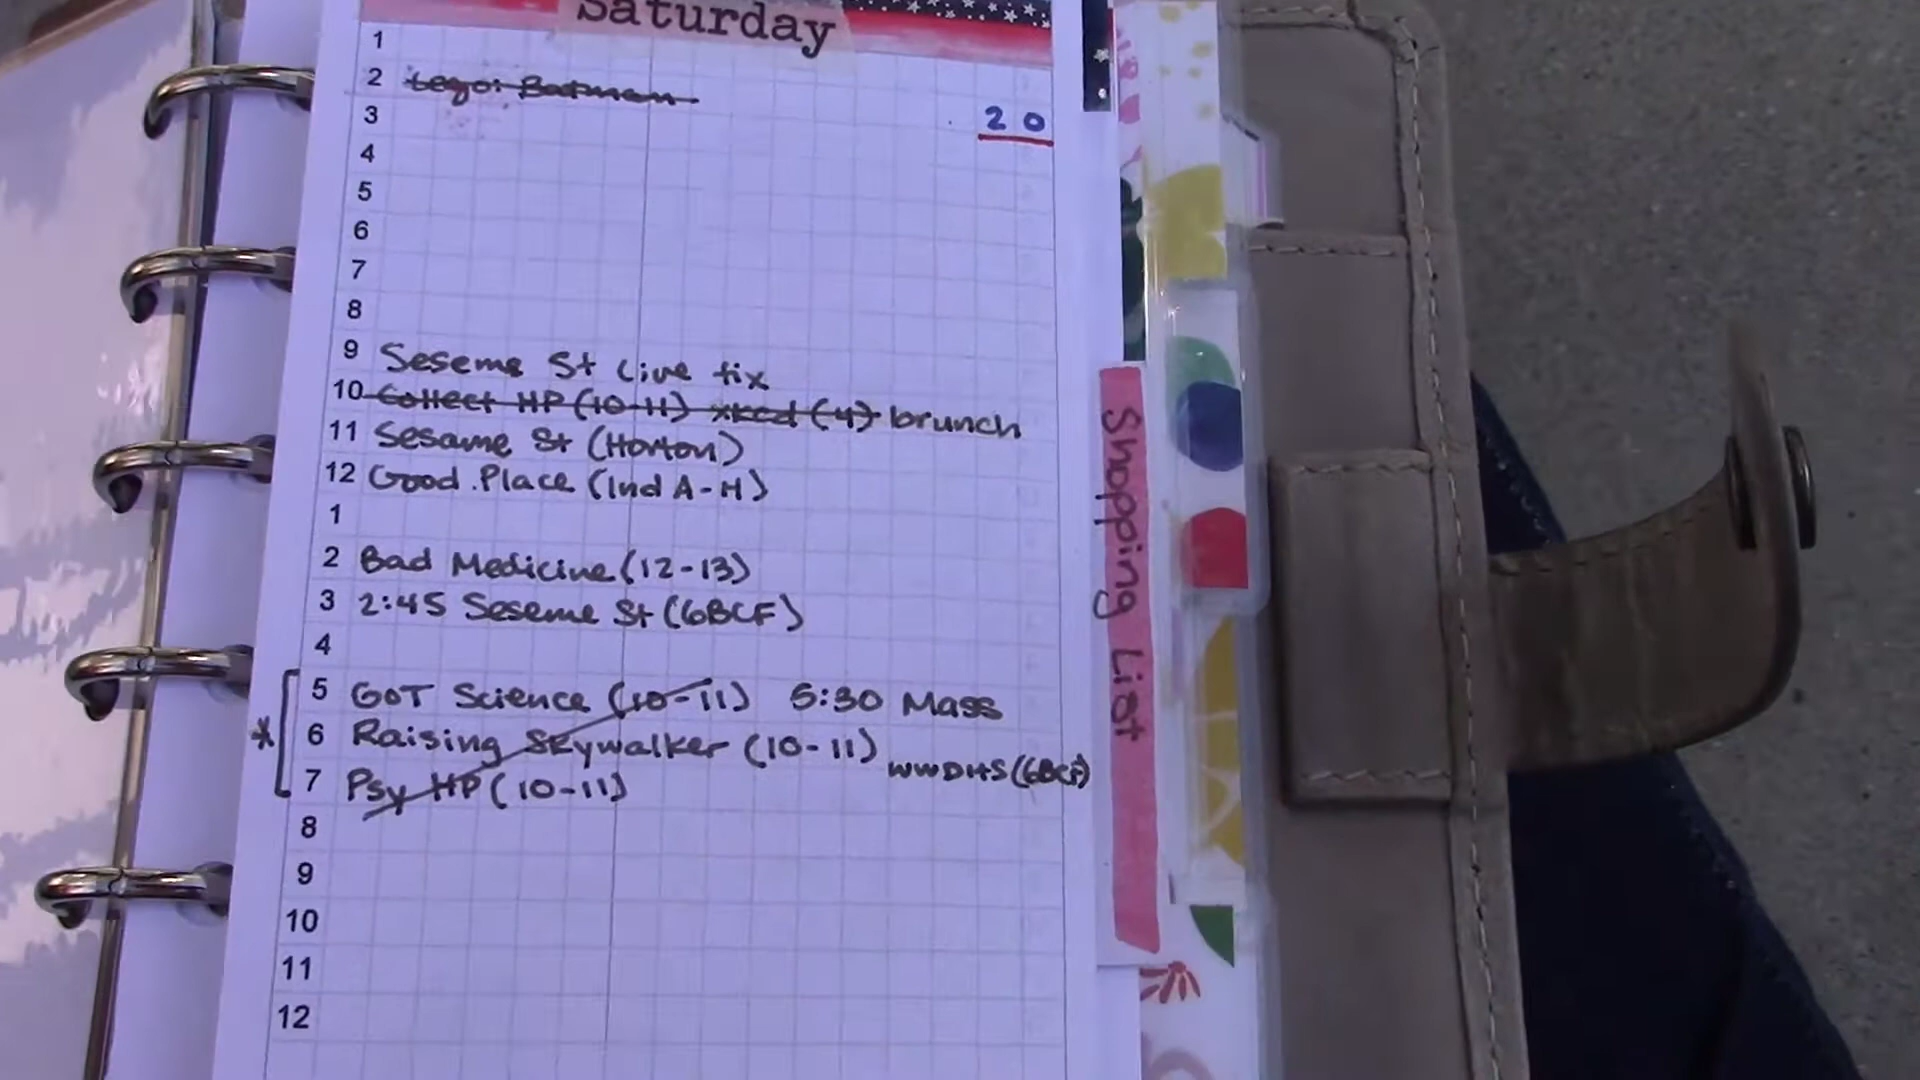 Saturday
1
2 Lego: Batman
3 20
4
5
6
7
8
9 Seseme St Live tix
10 Collect HP (10-11) xkcd (4) brunch
11 Sesame St (Horton)
12 Good Place (Ind A-H)
1
2 Bad Medicine (12-13)
3 2:45 Seseme St (6BCF)
4
5 GOT Science (10-11) 5:30 Mass
* 6 Raising Skywalker (10-11) WWDHS (6BCF)
7 Psy HP (10-11)
8
9
10
11
12
Shopping List